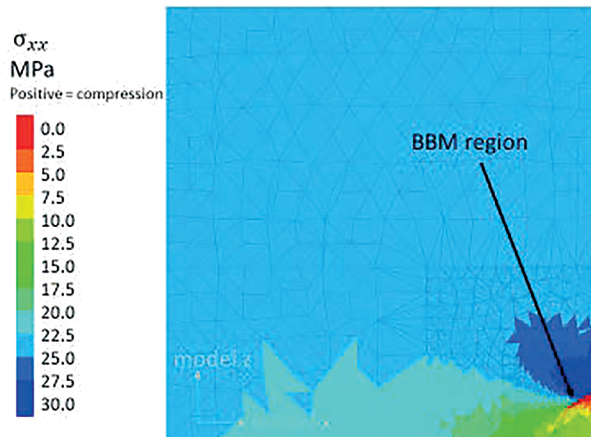 σxx
MPa
Positive = compression
0.0
2.5
5.0
7.5
10.0
12.5
15.0
17.5
20.0
22.5
25.0
27.5
30.0
BBM region
model z